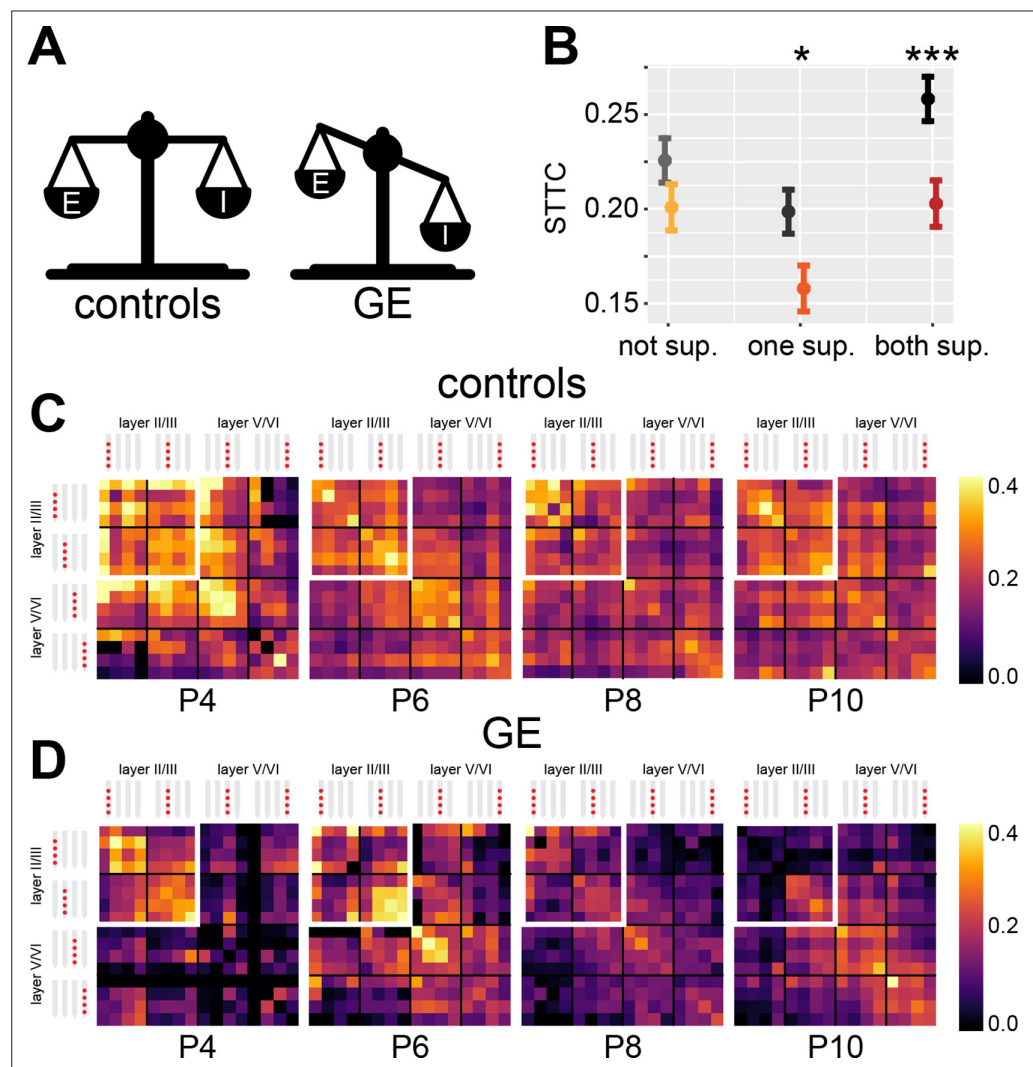 A
E
I
controls
E
I
GE
B
* ***
0.25
0.20
0.15
STTC
not sup. one sup. both sup.
controls
C
layer II/III layer V/VI layer II/III layer V/VI layer II/III layer V/VI layer II/III layer V/VI
layer II/III
layer V/VI
0.4
0.2
0.0
P4 P6 P8 P10
GE
D
layer II/III layer V/VI layer II/III layer V/VI layer II/III layer V/VI layer II/III layer V/VI
layer II/III
layer V/VI
0.4
0.2
0.0
P4 P6 P8 P10